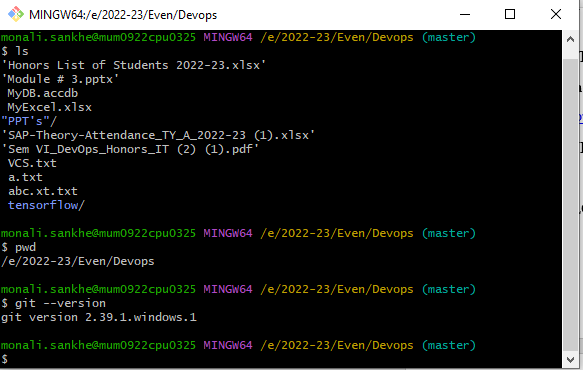 MINGW64:/e/2022-23/Even/Devops
monali.sankhe@mum0922cpu0325 MINGW64 /e/2022-23/Even/Devops (master)
$ ls
'Honors List of Students 2022-23.xlsx'
'Module # 3.pptx'
MyDB.accdb
MyExcel.xlsx
"PPT's"/
'SAP-Theory-Attendance_TY_A_2022-23 (1).xlsx'
'Sem VI_DevOps_Honors_IT (2) (1).pdf'
VCS.txt
a.txt
abc.xt.txt
tensorflow/
monali.sankhe@mum0922cpu0325 MINGW64 /e/2022-23/Even/Devops (master)
$ pwd
/e/2022-23/Even/Devops
monali.sankhe@mum0922cpu0325 MINGW64 /e/2022-23/Even/Devops (master)
$ git --version
git version 2.39.1.windows.1
monali.sankhe@mum0922cpu0325 MINGW64 /e/2022-23/Even/Devops (master)
$